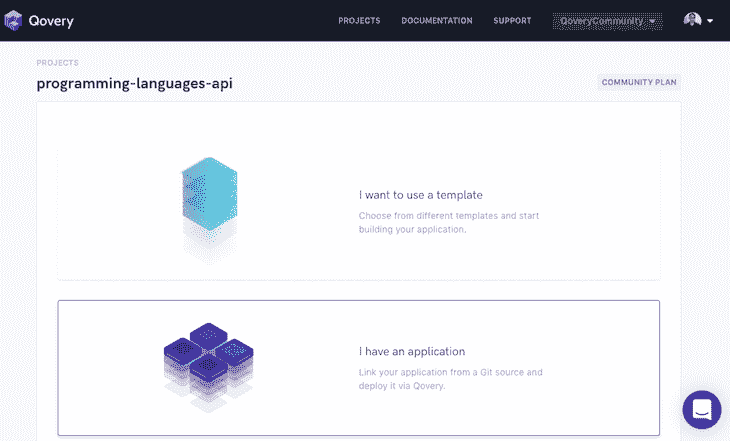 Qovery
PROJECTS DOCUMENTATION SUPPORT QoveryCommunity
PROJECTS
programming-languages-api
COMMUNITY PLAN
I want to use a template
Choose from different templates and start
building your application.
I have an application
Link your application from a Git source and
deploy it via Qovery.